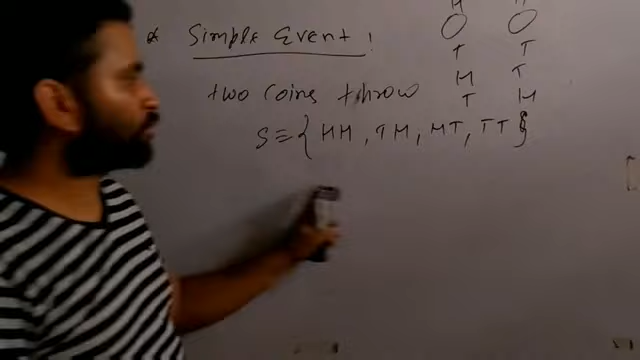 * Simple Event!
two coins throw
S ≡ { HH, TH, HT, TT }
H H
T T
H T
T H